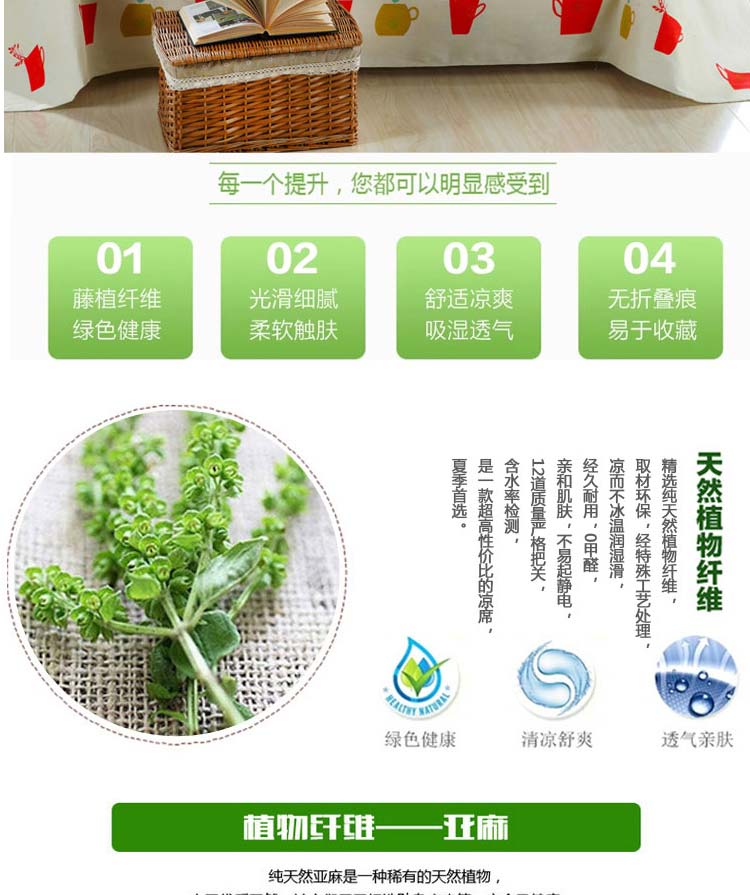 每一个提升，您都可以明显感受到
01
藤植纤维
绿色健康
02
光滑细腻
柔软触肤
03
舒适凉爽
吸湿透气
04
无折叠痕
易于收藏
天然植物纤维
精选纯天然植物纤维，
取材环保，经特殊工艺处理，
凉而不冰温润湿滑，
经久耐用，0甲醛，
亲和肌肤，不易起静电，
12道质量严格把关，
含水率检测，
是一款超高性价比的凉席，
夏季首选。
HEALTHY NATURAL
绿色健康
清凉舒爽
透气亲肤
植物纤维——亚麻
纯天然亚麻是一种稀有的天然植物，